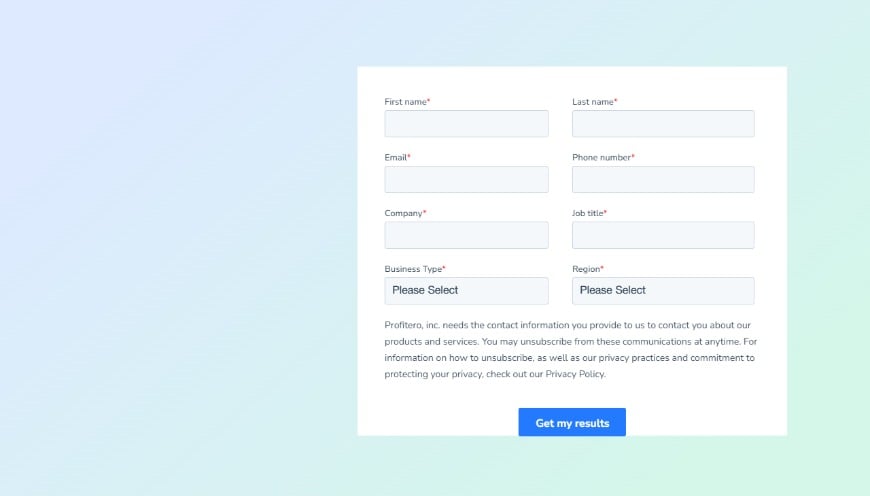 First name*
Last name*
Email*
Phone number*
Company*
Job title*
Business Type*
Region*
Please Select
Please Select
Profitero, inc. needs the contact information you provide to us to contact you about our
products and services. You may unsubscribe from these communications at anytime. For
information on how to unsubscribe, as well as our privacy practices and commitment to
protecting your privacy, check out our Privacy Policy.
Get my results